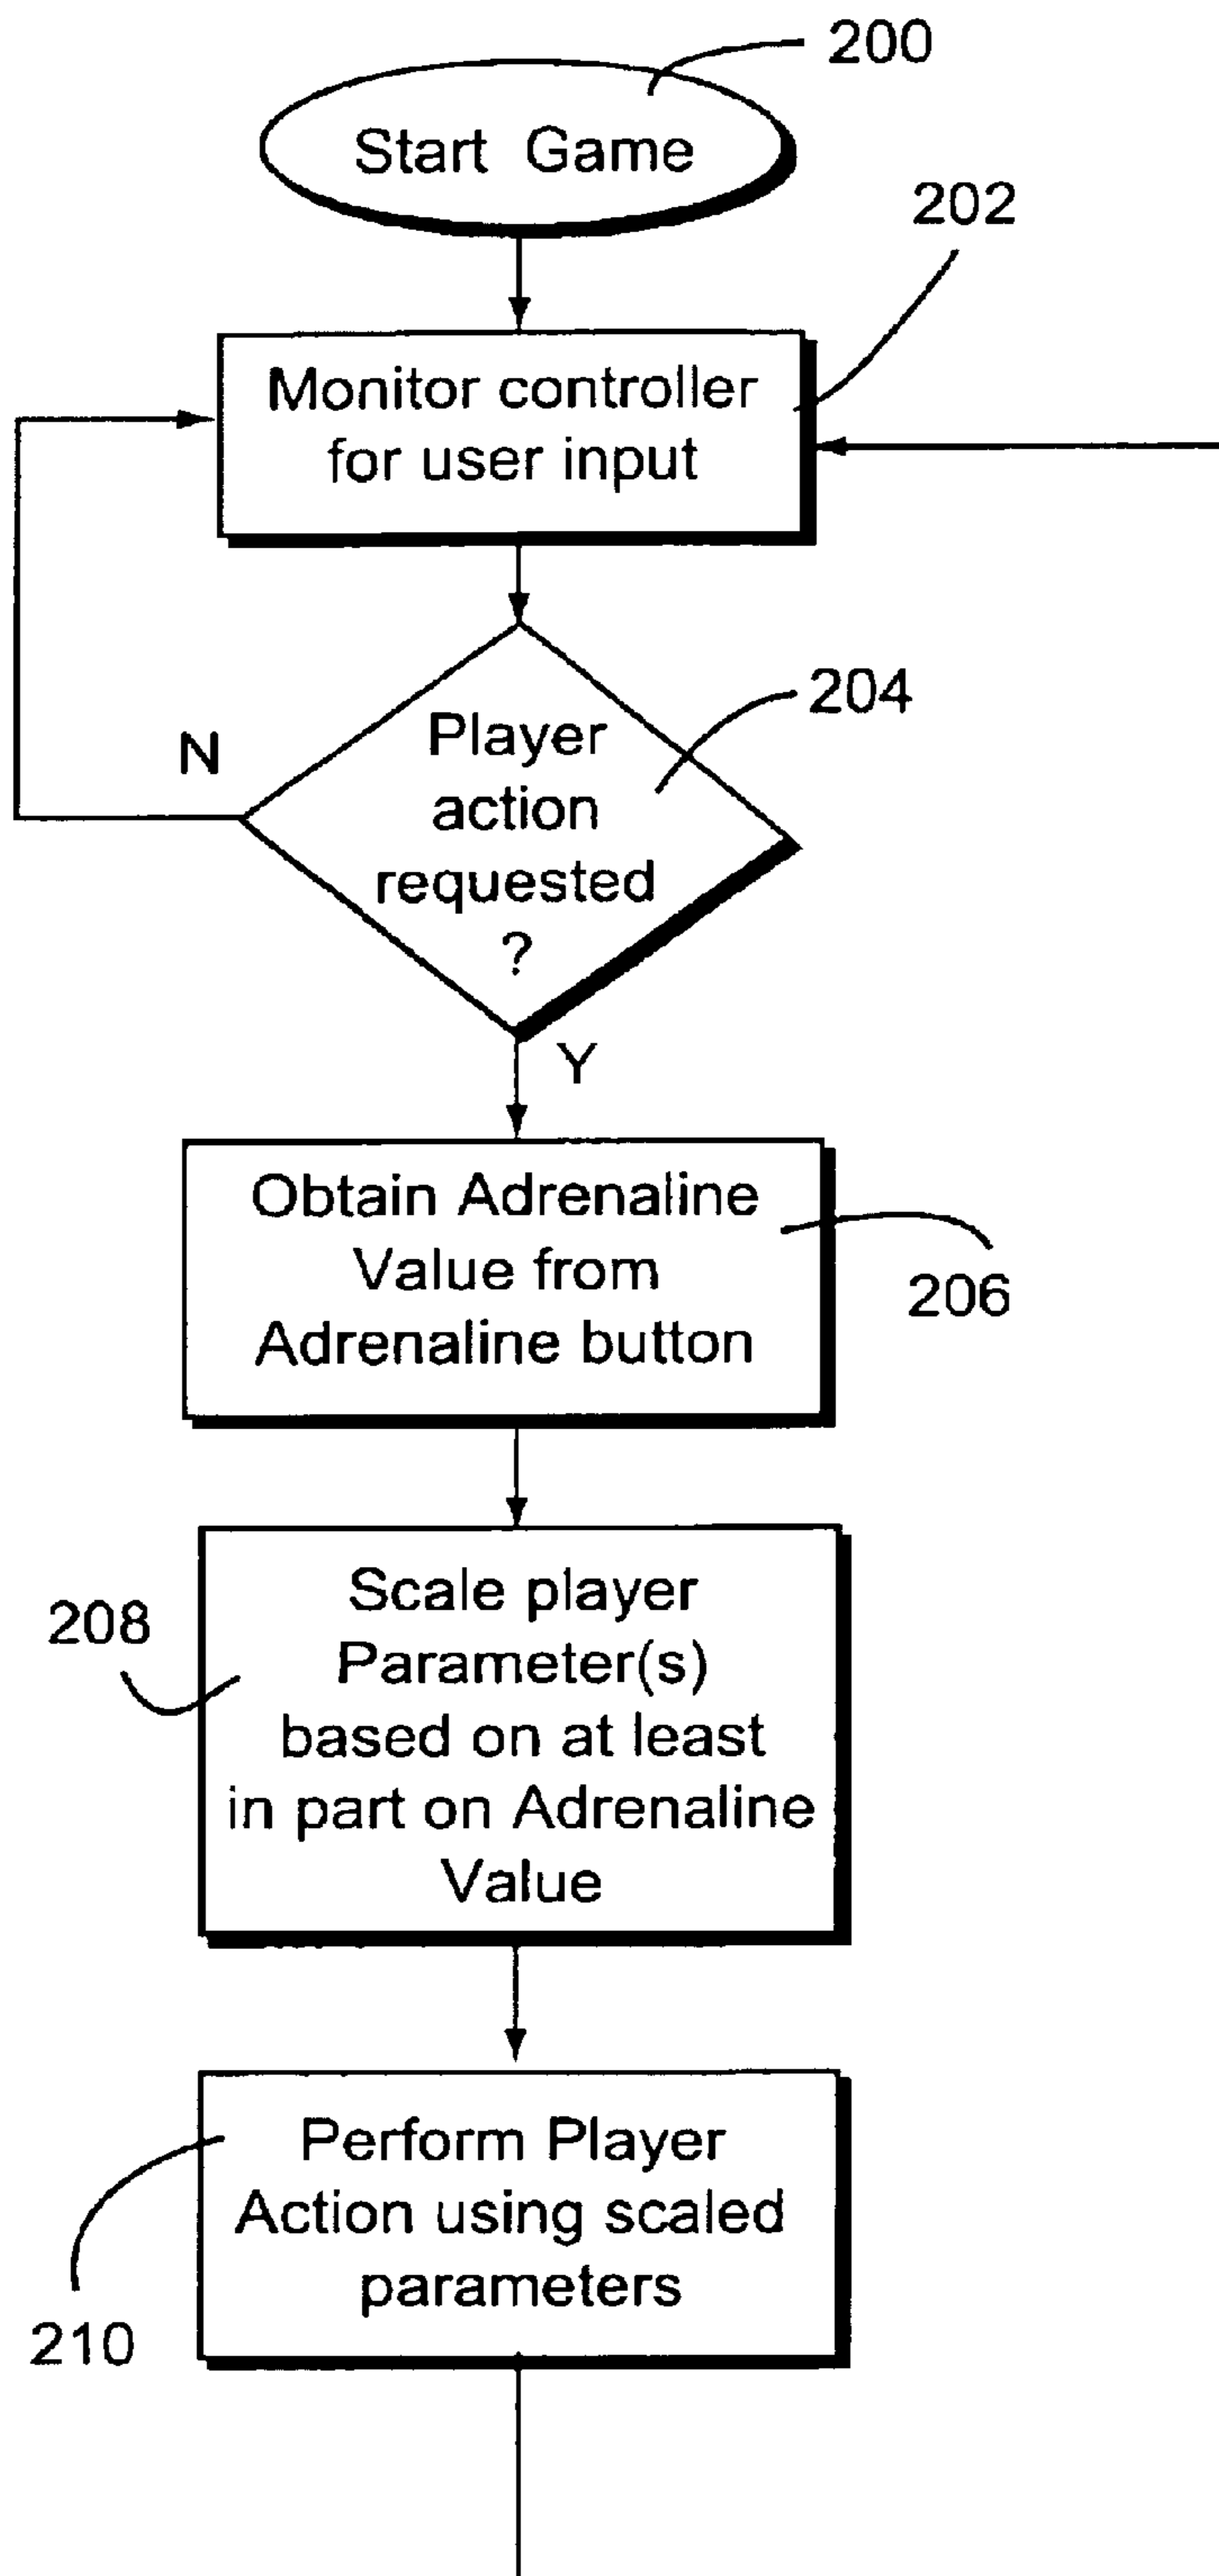 200
Start Game
202
Monitor controller
for user input
204
Player
action
requested
?
N
Y
Obtain Adrenaline
Value from
Adrenaline button
206
208
Scale player
Parameter(s)
based on at least
in part on Adrenaline
Value
Perform Player
Action using scaled
parameters
210